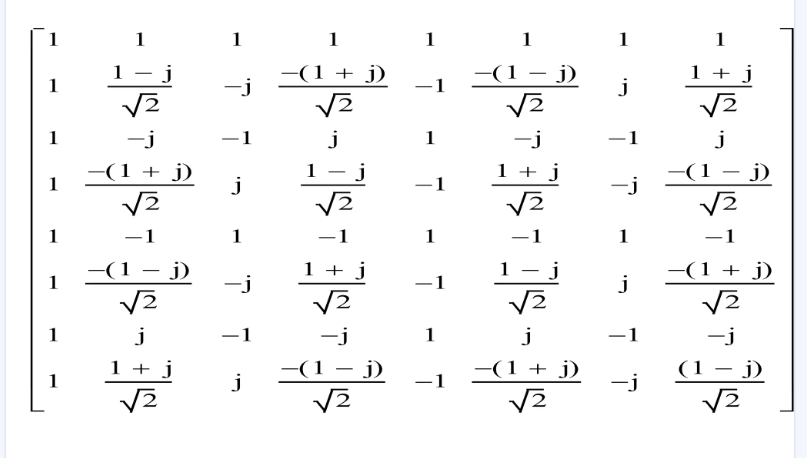 1 1 1 1 1 1 1 1
1 (1 − j)/√2 −j −(1 + j)/√2 −1 −(1 − j)/√2 j (1 + j)/√2
1 −j −1 j 1 −j −1 j
1 −(1 + j)/√2 j (1 − j)/√2 −1 (1 + j)/√2 −j −(1 − j)/√2
1 −1 1 −1 1 −1 1 −1
1 −(1 − j)/√2 −j (1 + j)/√2 −1 (1 − j)/√2 j −(1 + j)/√2
1 j −1 −j 1 j −1 −j
1 (1 + j)/√2 j −(1 − j)/√2 −1 −(1 + j)/√2 −j (1 − j)/√2